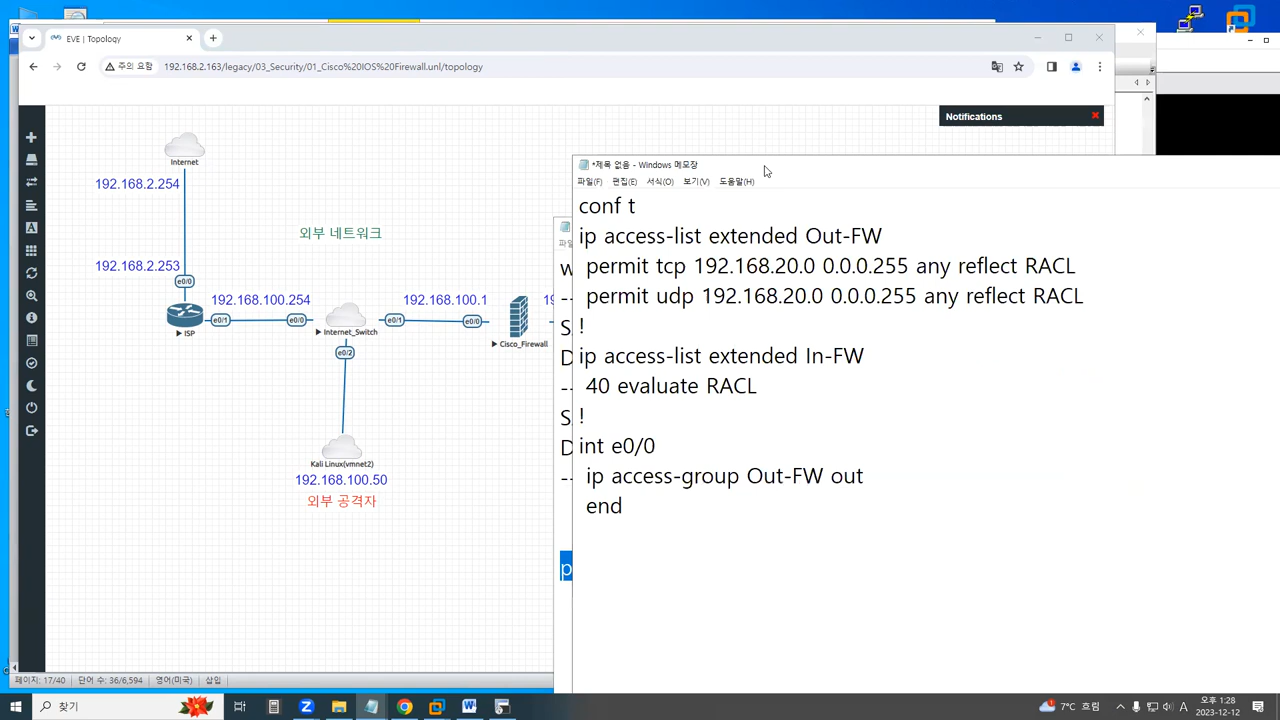 EVE | Topology
주의 요함
192.168.2.163/legacy/03_Security/01_Cisco%20IOS%20Firewall.unl/topology
Notifications
Internet
192.168.2.254
외부 네트워크
192.168.2.253
e0/0
192.168.100.254
192.168.100.1
e0/1
e0/0
e0/1
e0/0
ISP
Internet_Switch
Cisco_Firewall
e0/2
Kali Linux(vmnet2)
192.168.100.50
외부 공격자
*제목 없음 - Windows 메모장
파일(F) 편집(E) 서식(O) 보기(V) 도움말(H)
conf t
ip access-list extended Out-FW
permit tcp 192.168.20.0 0.0.0.255 any reflect RACL
permit udp 192.168.20.0 0.0.0.255 any reflect RACL
!
ip access-list extended In-FW
40 evaluate RACL
!
int e0/0
ip access-group Out-FW out
end
페이지: 17/40 단어 수: 36/6,594 영어(미국) 삽입
찾기
7°C 흐림
A
오후 1:28
2023-12-12